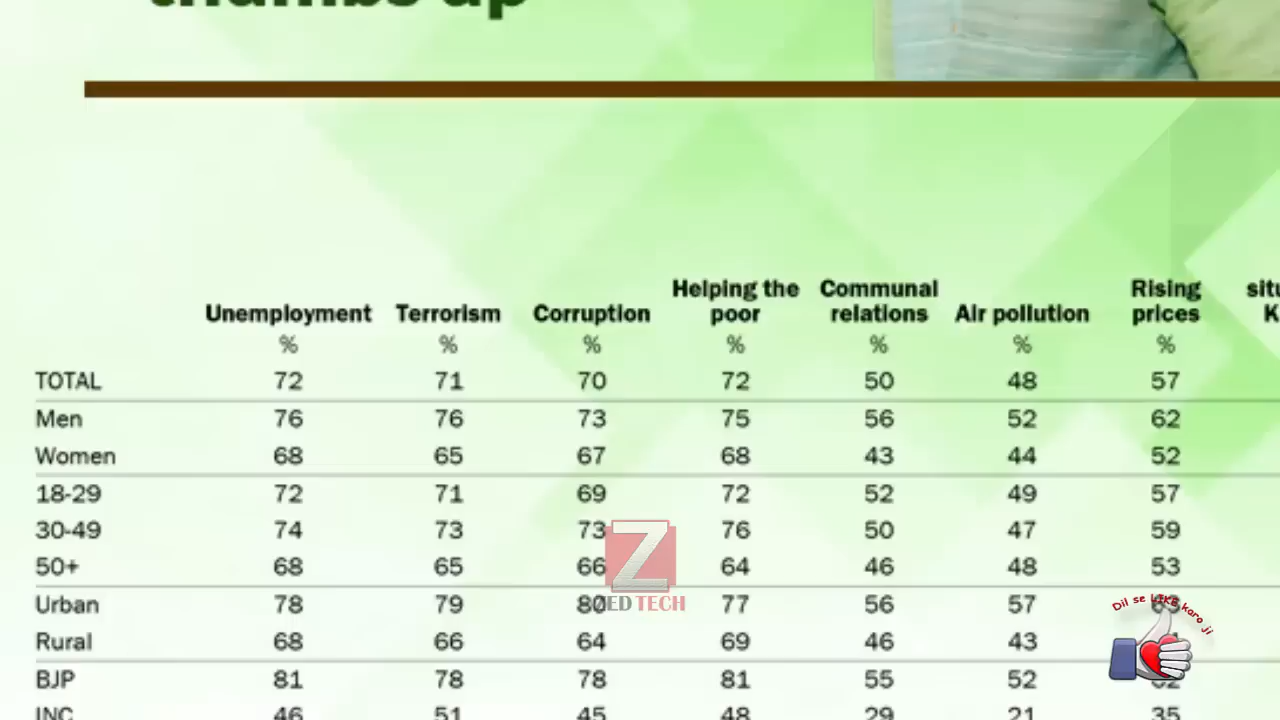 thumbs up
Helping the Communal Rising
Unemployment Terrorism Corruption poor relations Air pollution prices
% % % % % % %
TOTAL 72 71 70 72 50 48 57
Men 76 76 73 75 56 52 62
Women 68 65 67 68 43 44 52
18-29 72 71 69 72 52 49 57
30-49 74 73 73 76 50 47 59
50+ 68 65 66 64 46 48 53
Z
Urban 78 79 80 77 56 57
ZED TECH
Dil se LIKE karo ji
Rural 68 66 64 69 46 43
BJP 81 78 78 81 55 52
INC 46 51 45 48 29 21 35